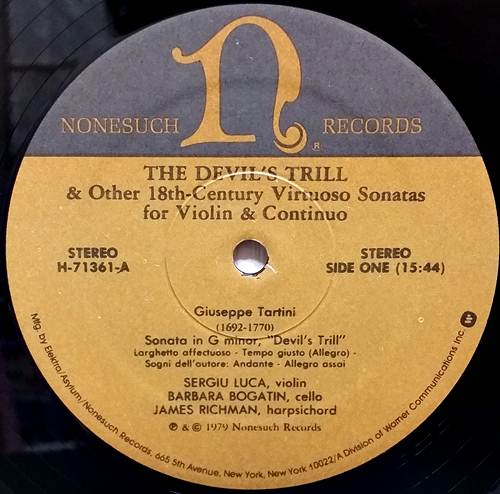 n
NONESUCH RECORDS
®
THE DEVIL'S TRILL
& Other 18th-Century Virtuoso Sonatas
for Violin & Continuo
STEREO
H-71361-A
STEREO
SIDE ONE (15:44)
Giuseppe Tartini
(1692-1770)
Sonata in G minor, "Devil's Trill"
Larghetto affectuoso - Tempo giusto (Allegro) -
Sogni dell'autore: Andante - Allegro assai
SERGIU LUCA, violin
BARBARA BOGATIN, cello
JAMES RICHMAN, harpsichord
℗ & © 1979 Nonesuch Records
Mfg. by Elektra/Asylum/Nonesuch Records, 665 5th Avenue, New York, New York 10022/A Division of Warner Communications Inc.